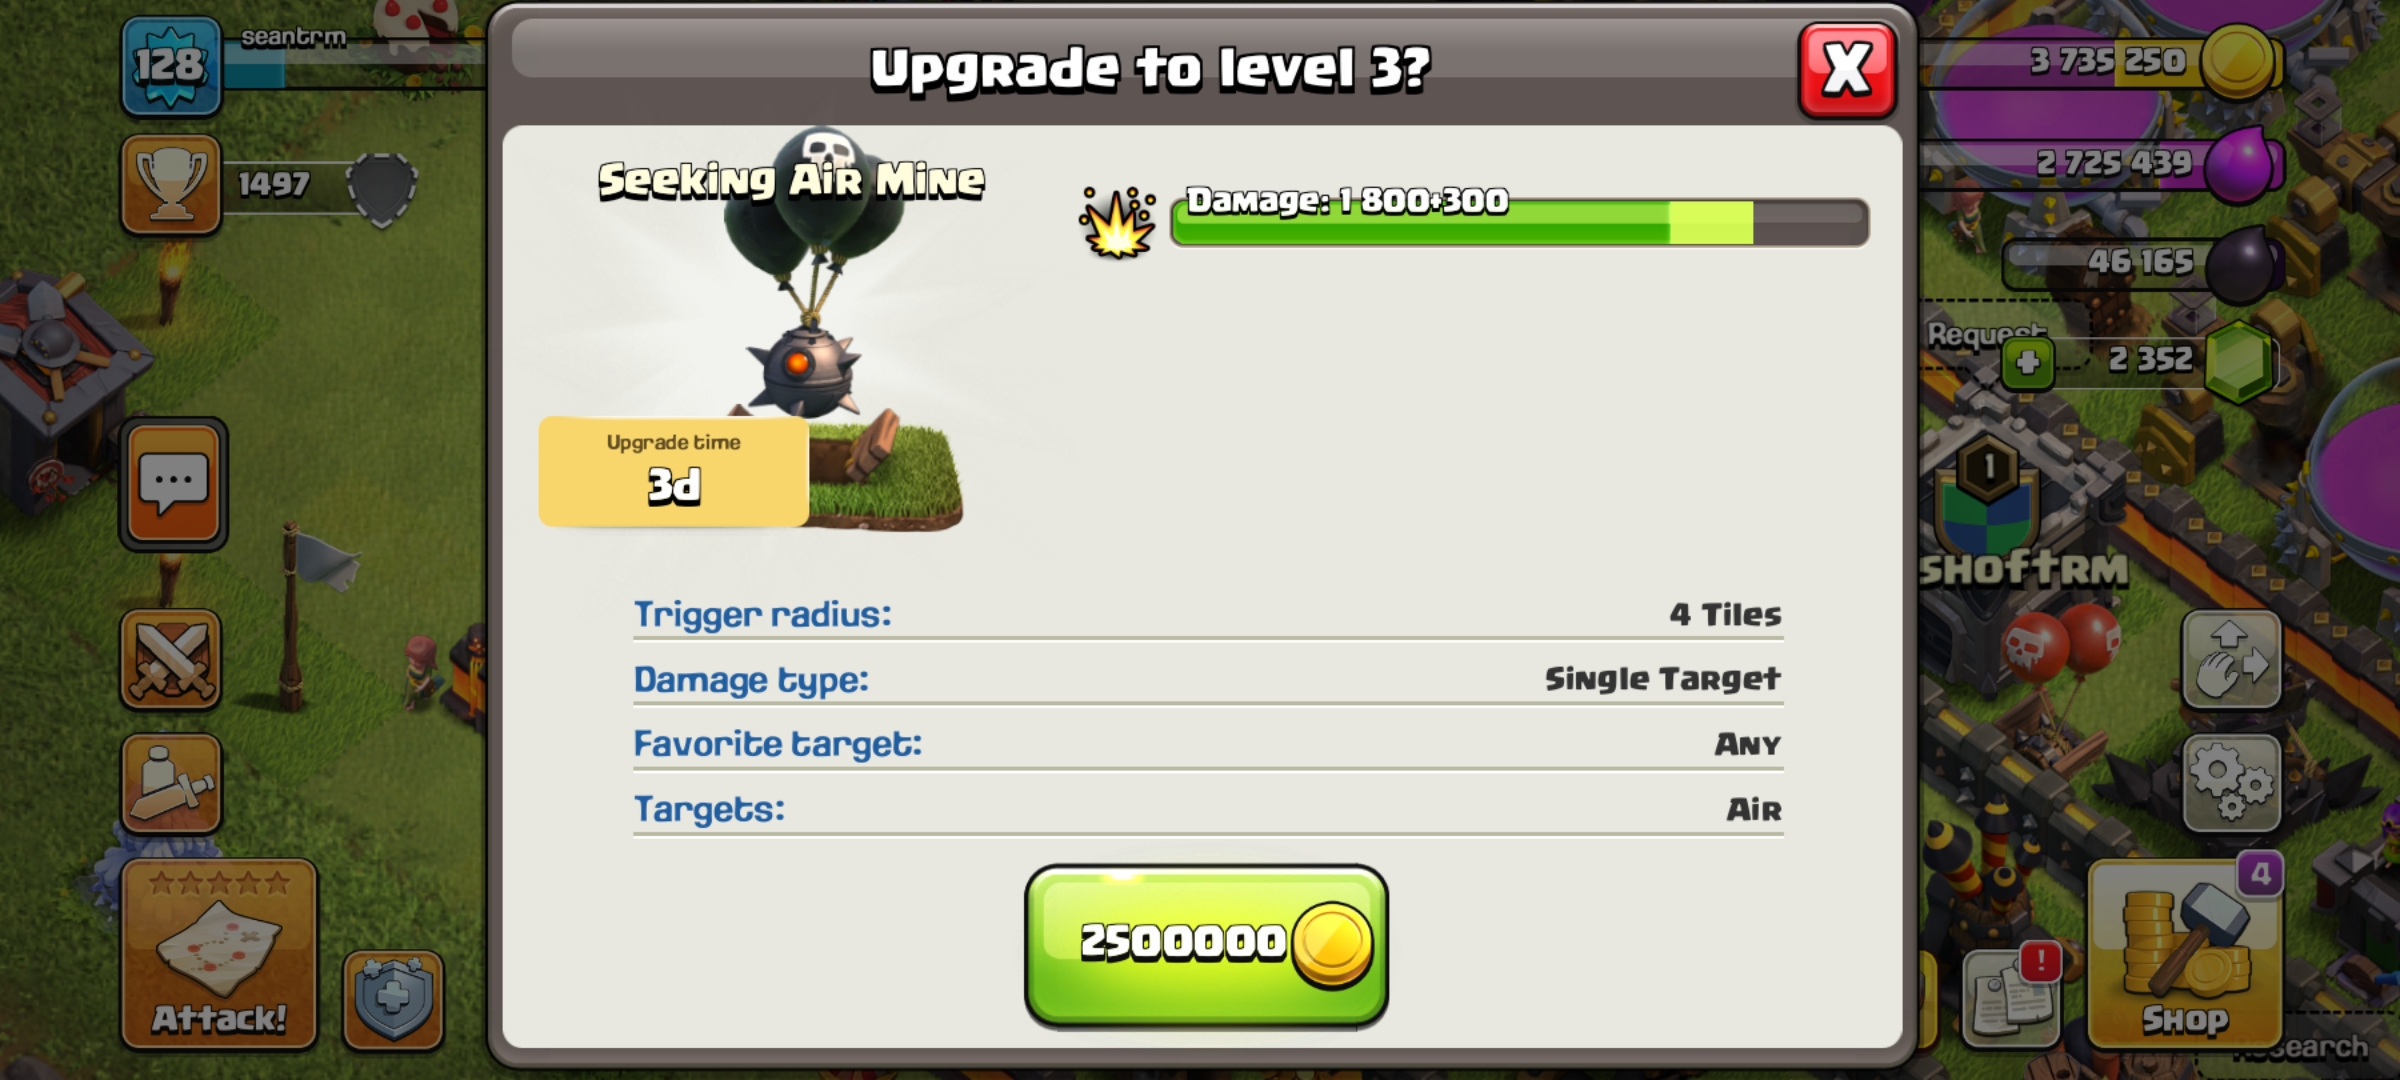 128
seantrm
1497
Upgrade to level 3?
X
Seeking Air Mine
Damage: 1 800+300
Upgrade time
3d
Trigger radius: 4 Tiles
Damage type: Single Target
Favorite target: Any
Targets: Air
2500000
3 735 250
2 725 439
46 165
Request
2 352
1
SHOFTRM
Attack!
4
!
Shop